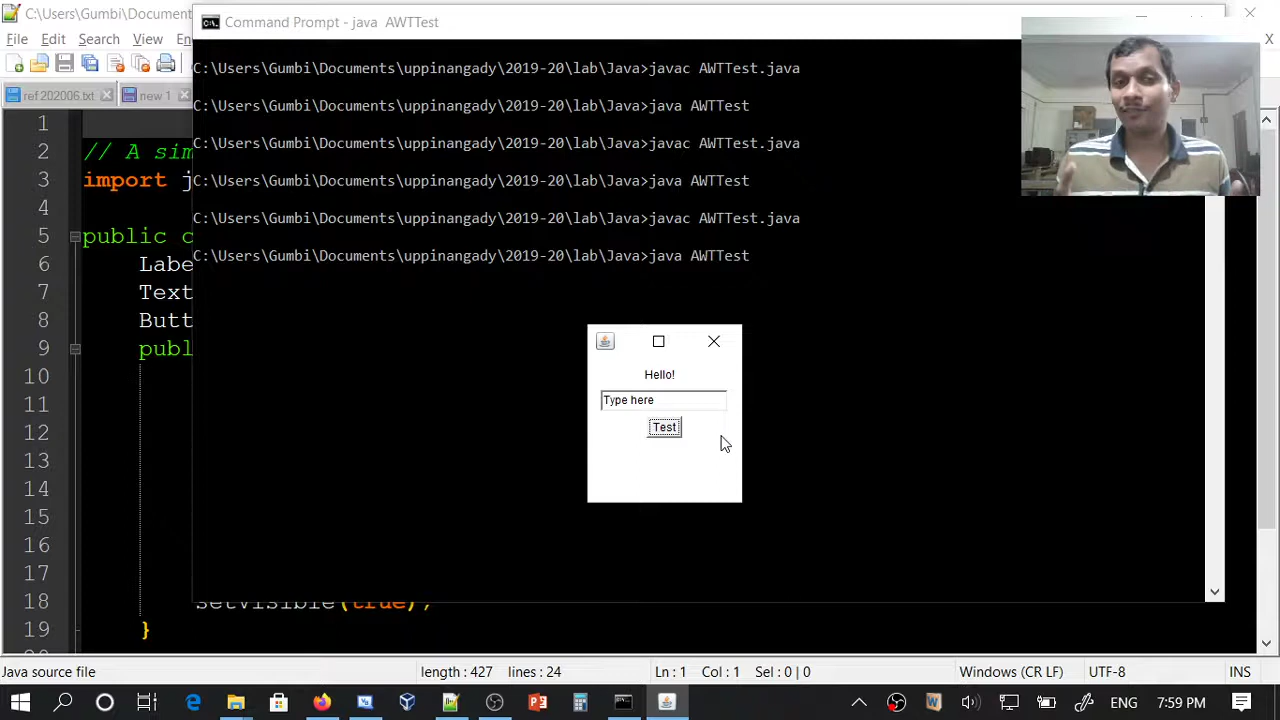 C:\Users\Gumbi\Document
Command Prompt - java  AWTTest
File Edit Search View En
C:\Users\Gumbi\Documents\uppinangady\2019-20\lab\Java>javac AWTTest.java
ref 202006.txt new 1
C:\Users\Gumbi\Documents\uppinangady\2019-20\lab\Java>java AWTTest
1
C:\Users\Gumbi\Documents\uppinangady\2019-20\lab\Java>javac AWTTest.java
2 // A sim
3 import j
C:\Users\Gumbi\Documents\uppinangady\2019-20\lab\Java>java AWTTest
4
C:\Users\Gumbi\Documents\uppinangady\2019-20\lab\Java>javac AWTTest.java
5 public c
C:\Users\Gumbi\Documents\uppinangady\2019-20\lab\Java>java AWTTest
6 Labe
7 Text
8 Butt
9 publ
10
11
12
13
14
15
16
17
18 setVisible(true);
19 }
Hello!
Type here
Test
Java source file length : 427 lines : 24 Ln : 1 Col : 1 Sel : 0 | 0 Windows (CR LF) UTF-8 INS
ENG 7:59 PM